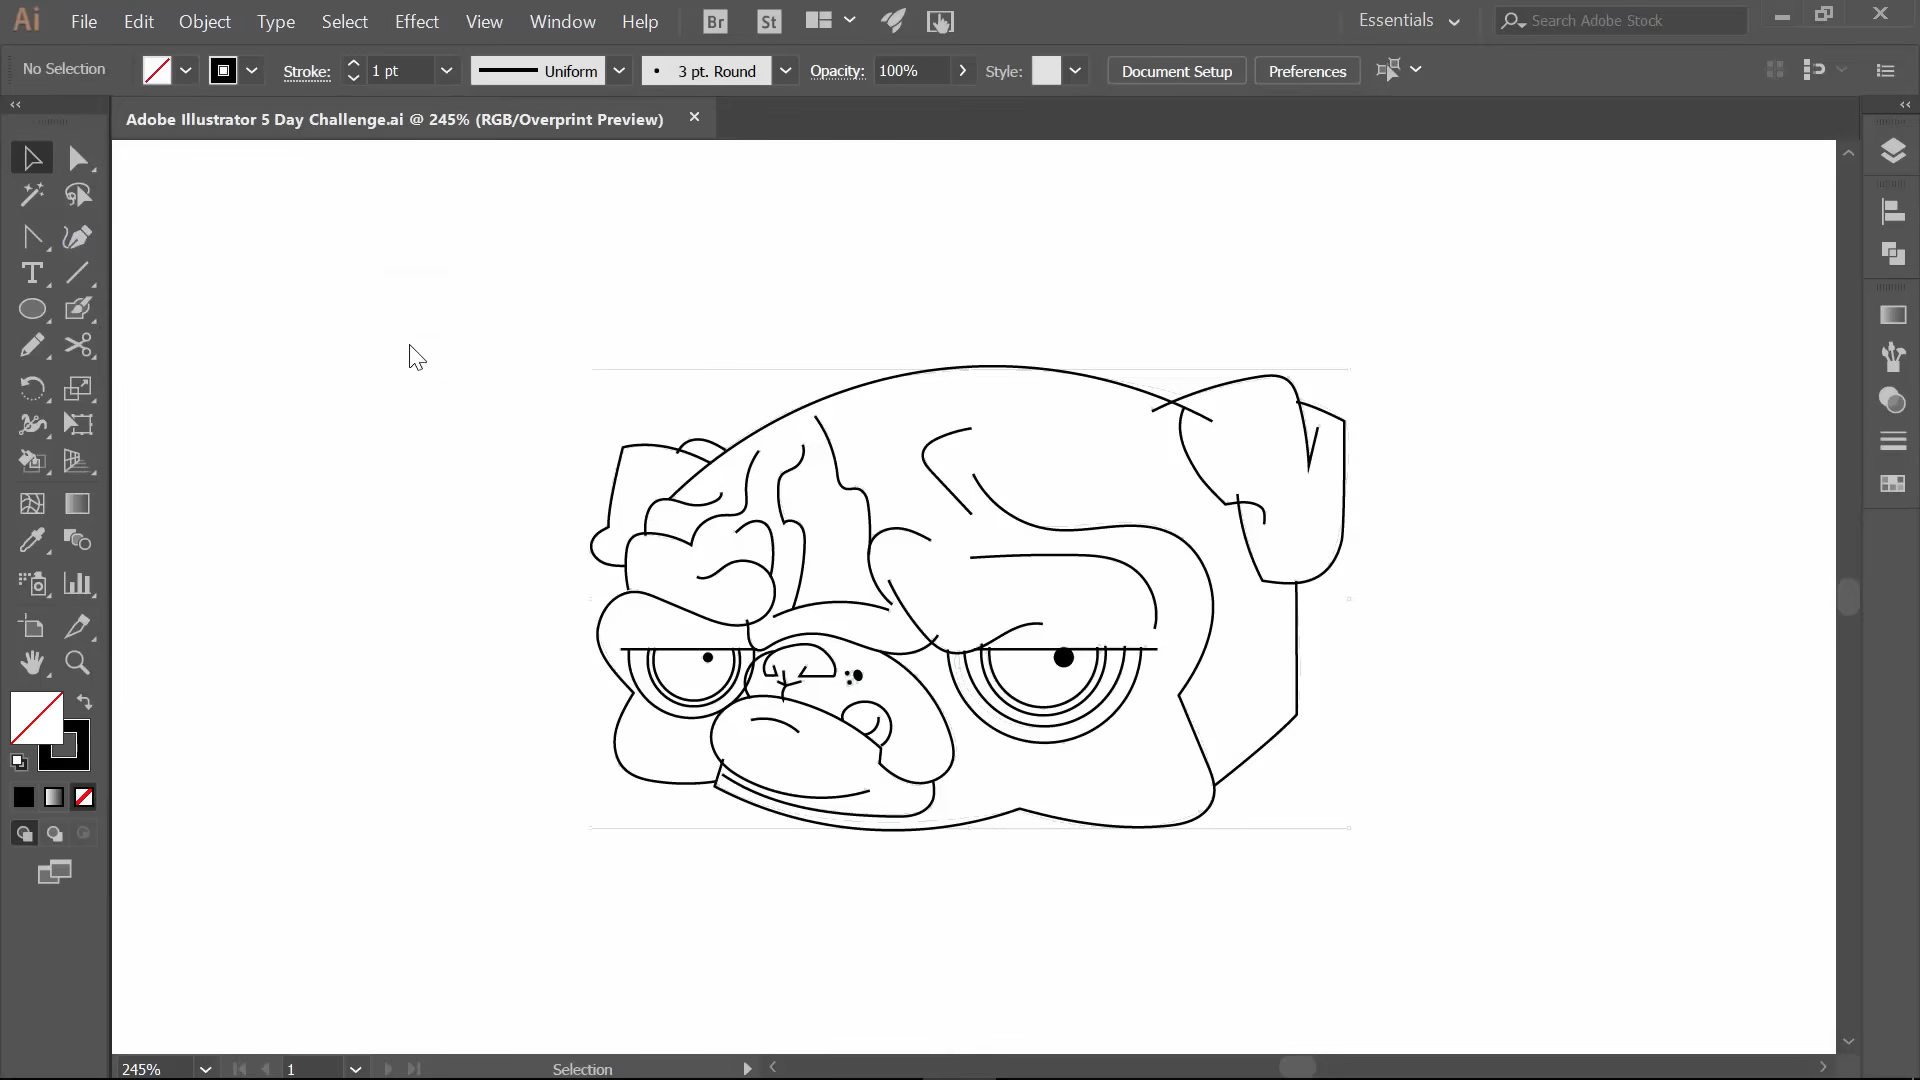 Ai File Edit Object Type Select Effect View Window Help Br St Essentials Search Adobe Stock
No Selection Stroke: 1 pt Uniform 3 pt. Round Opacity: 100% Style: Document Setup Preferences
Adobe Illustrator 5 Day Challenge.ai @ 245% (RGB/Overprint Preview)
245% 1 Selection